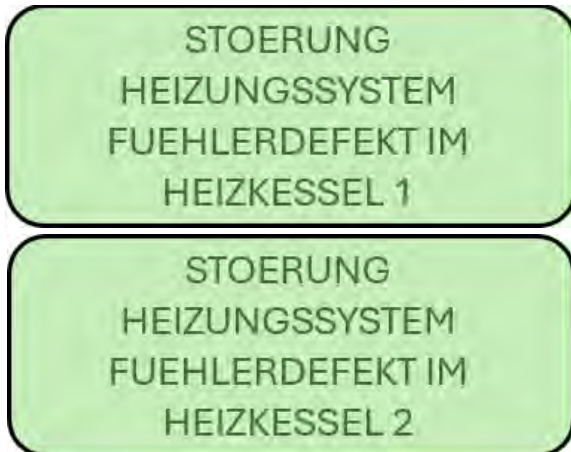 STOERUNG
HEIZUNGSSYSTEM
FUEHLERDEFEKT IM
HEIZKESSEL 1
STOERUNG
HEIZUNGSSYSTEM
FUEHLERDEFEKT IM
HEIZKESSEL 2